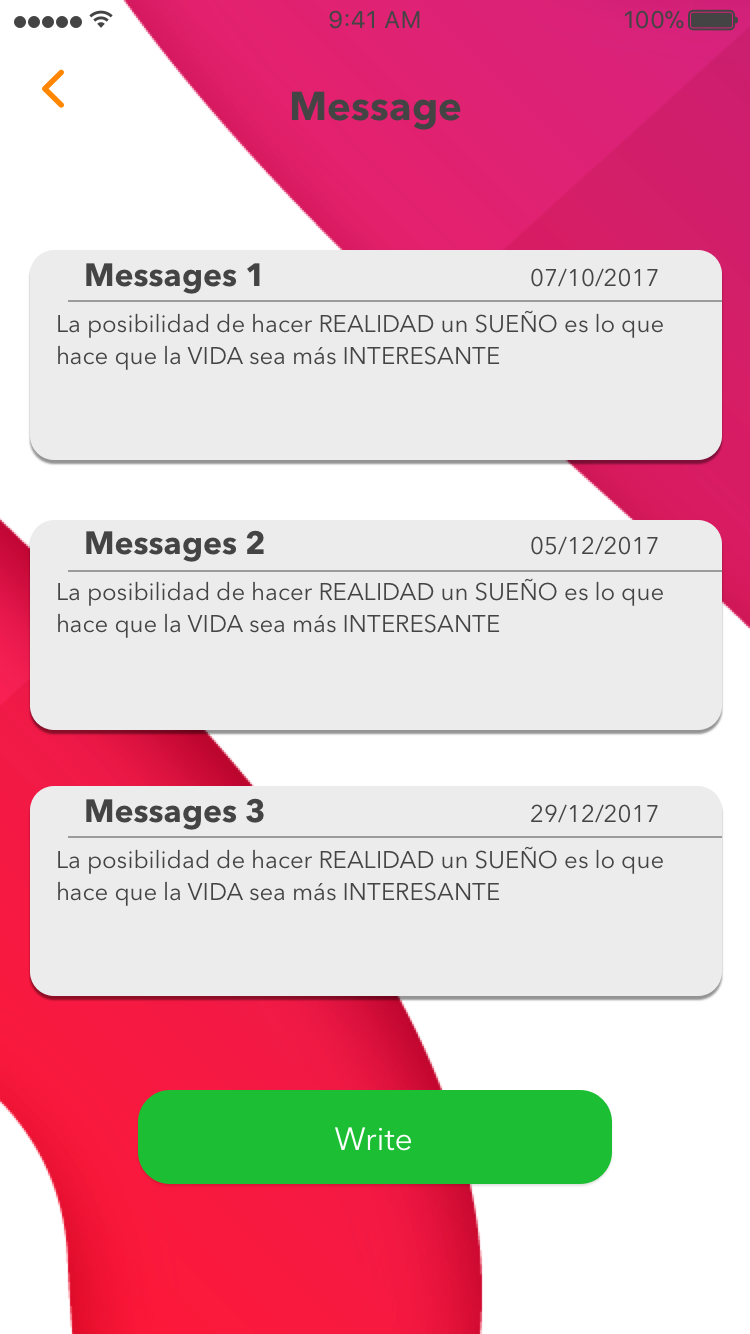 9:41 AM 100%
Message
Messages 1 07/10/2017
La posibilidad de hacer REALIDAD un SUEÑO es lo que
hace que la VIDA sea más INTERESANTE
Messages 2 05/12/2017
La posibilidad de hacer REALIDAD un SUEÑO es lo que
hace que la VIDA sea más INTERESANTE
Messages 3 29/12/2017
La posibilidad de hacer REALIDAD un SUEÑO es lo que
hace que la VIDA sea más INTERESANTE
Write